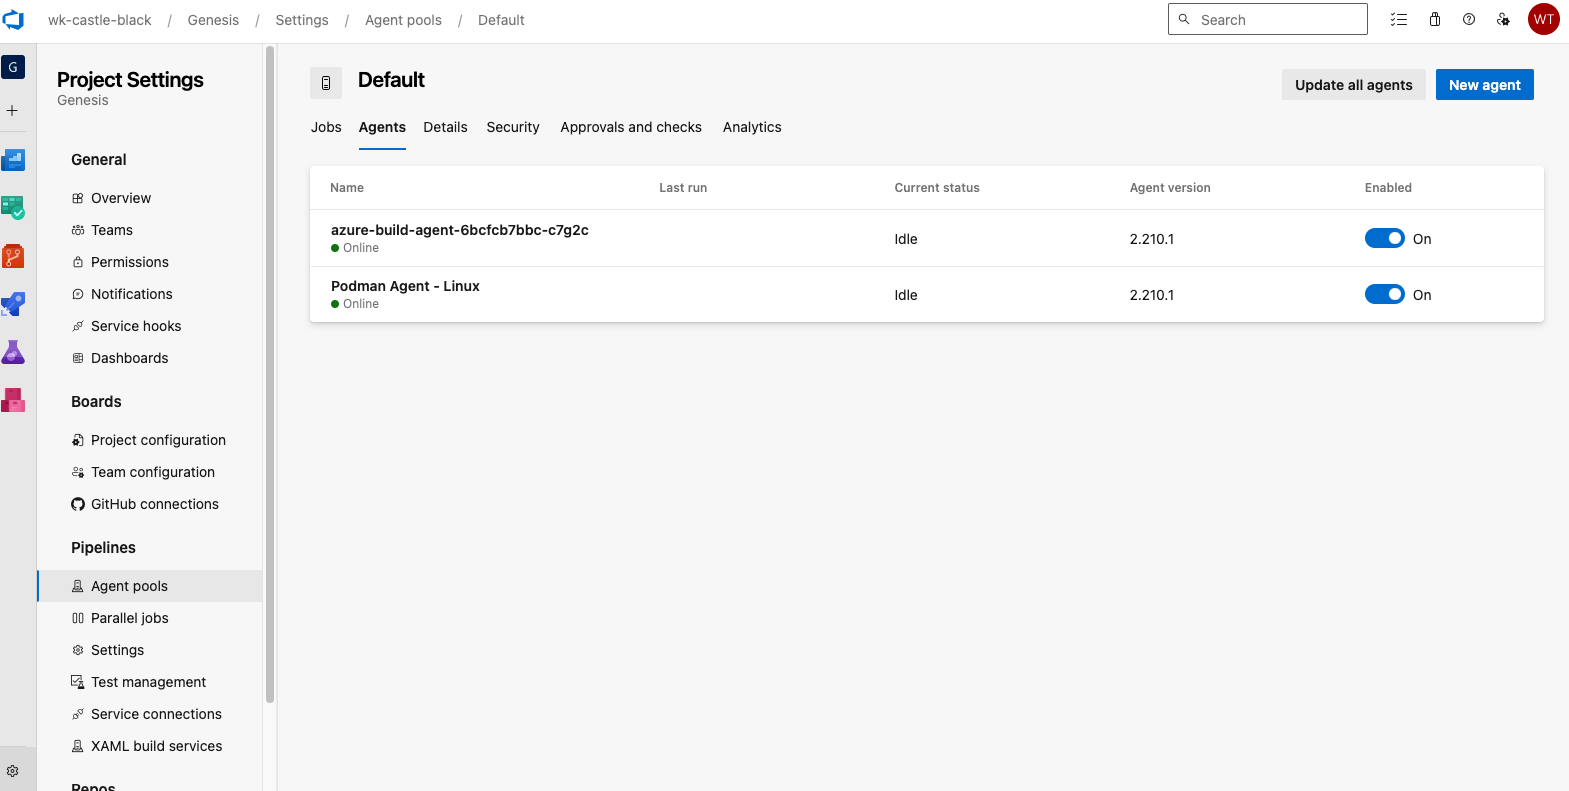 wk-castle-black / Genesis / Settings / Agent pools / Default
Search
WT
G
Project Settings
Genesis
General
Overview
Teams
Permissions
Notifications
Service hooks
Dashboards
Boards
Project configuration
Team configuration
GitHub connections
Pipelines
Agent pools
Parallel jobs
Settings
Test management
Service connections
XAML build services
Repos
Default
Update all agents
New agent
Jobs Agents Details Security Approvals and checks Analytics
Name Last run Current status Agent version Enabled
azure-build-agent-6bcfcb7bbc-c7g2c
Online
Idle 2.210.1 On
Podman Agent - Linux
Online
Idle 2.210.1 On